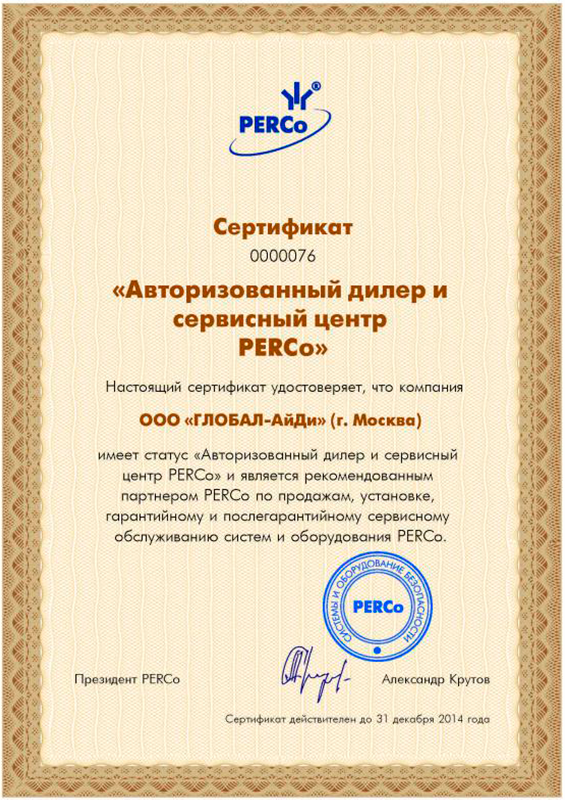 PERCo®
Сертификат
0000076
«Авторизованный дилер и
сервисный центр
PERCo»
Настоящий сертификат удостоверяет, что компания
ООО «ГЛОБАЛ-АйДи» (г. Москва)
имеет статус «Авторизованный дилер и сервисный
центр PERCo» и является рекомендованным
партнером PERCo по продажам, установке,
гарантийному и послегарантийному сервисному
обслуживанию систем и оборудования PERCo.
СИСТЕМЫ И ОБОРУДОВАНИЕ БЕЗОПАСНОСТИ
PERCo
Президент PERCo
Александр Крутов
Сертификат действителен до 31 декабря 2014 года